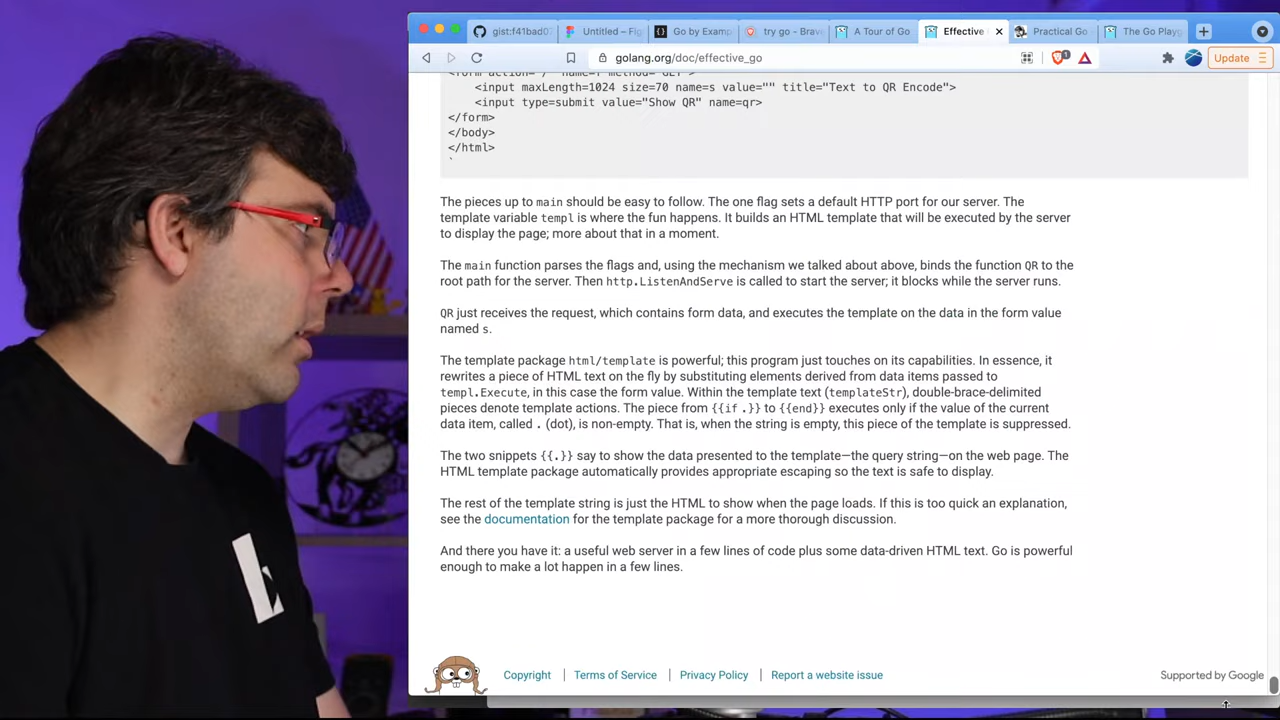 gist:f41bad0
Untitled – Fig
Go by Examp
try go - Brav
A Tour of Go
Effective
Practical Go
The Go Playg
golang.org/doc/effective_go
1
Update
<form action="/" name=f method="GET">
<input maxLength=1024 size=70 name=s value="" title="Text to QR Encode">
<input type=submit value="Show QR" name=qr>
</form>
</body>
</html>
`
The pieces up to main should be easy to follow. The one flag sets a default HTTP port for our server. The
template variable templ is where the fun happens. It builds an HTML template that will be executed by the server
to display the page; more about that in a moment.
The main function parses the flags and, using the mechanism we talked about above, binds the function QR to the
root path for the server. Then http.ListenAndServe is called to start the server; it blocks while the server runs.
QR just receives the request, which contains form data, and executes the template on the data in the form value
named s.
The template package html/template is powerful; this program just touches on its capabilities. In essence, it
rewrites a piece of HTML text on the fly by substituting elements derived from data items passed to
templ.Execute, in this case the form value. Within the template text (templateStr), double-brace-delimited
pieces denote template actions. The piece from {{if .}} to {{end}} executes only if the value of the current
data item, called . (dot), is non-empty. That is, when the string is empty, this piece of the template is suppressed.
The two snippets {{.}} say to show the data presented to the template—the query string—on the web page. The
HTML template package automatically provides appropriate escaping so the text is safe to display.
The rest of the template string is just the HTML to show when the page loads. If this is too quick an explanation,
see the documentation for the template package for a more thorough discussion.
And there you have it: a useful web server in a few lines of code plus some data-driven HTML text. Go is powerful
enough to make a lot happen in a few lines.
Copyright
Terms of Service
Privacy Policy
Report a website issue
Supported by Google